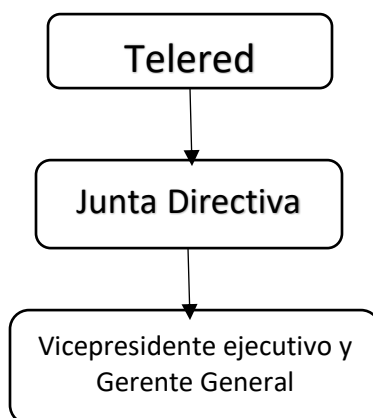 Telered
Junta Directiva
Vicepresidente ejecutivo y
Gerente General